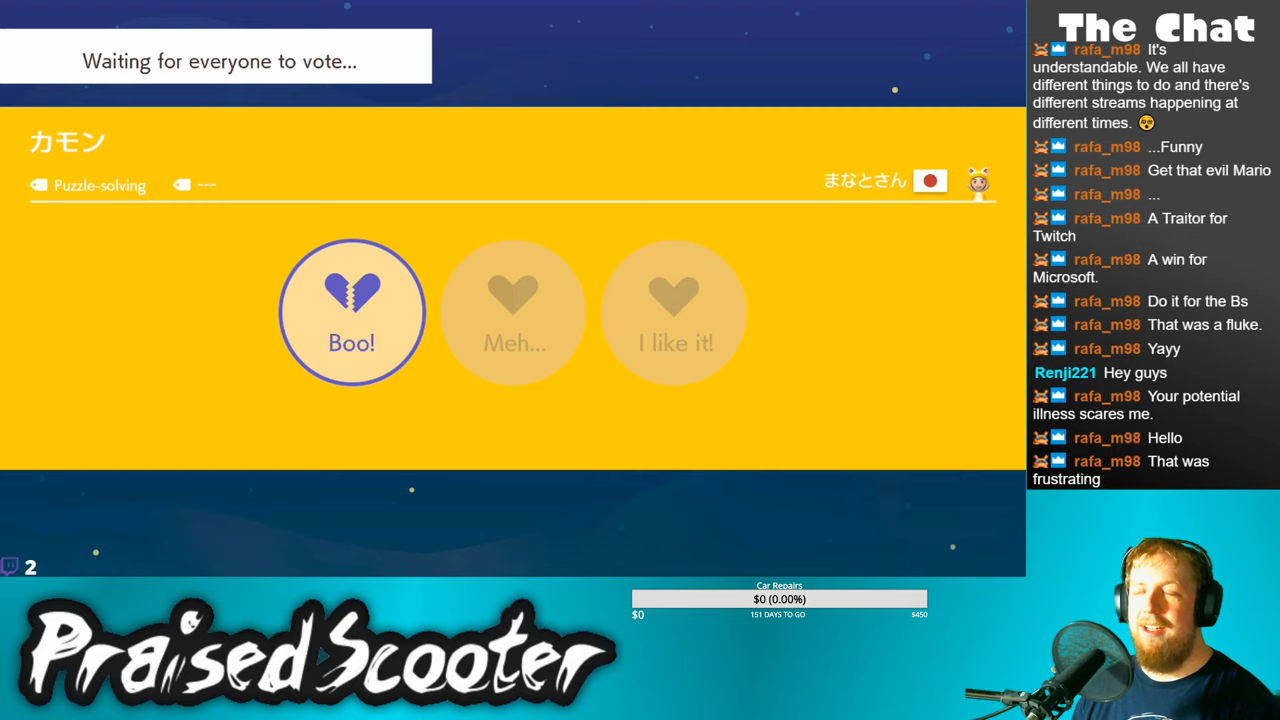 Waiting for everyone to vote...
カモン
Puzzle-solving
---
まなとさん
Boo!
Meh...
I like it!
2
The Chat
rafa_m98 It's
understandable. We all have
different things to do and there's
different streams happening at
different times.
rafa_m98 ...Funny
rafa_m98 Get that evil Mario
rafa_m98 ...
rafa_m98 A Traitor for
Twitch
rafa_m98 A win for
Microsoft.
rafa_m98 Do it for the Bs
rafa_m98 That was a fluke.
rafa_m98 Yayy
Renji221 Hey guys
rafa_m98 Your potential
illness scares me.
rafa_m98 Hello
rafa_m98 That was
frustrating
Car Repairs
$0 (0.00%)
$0 151 DAYS TO GO $450
PraisedScooter